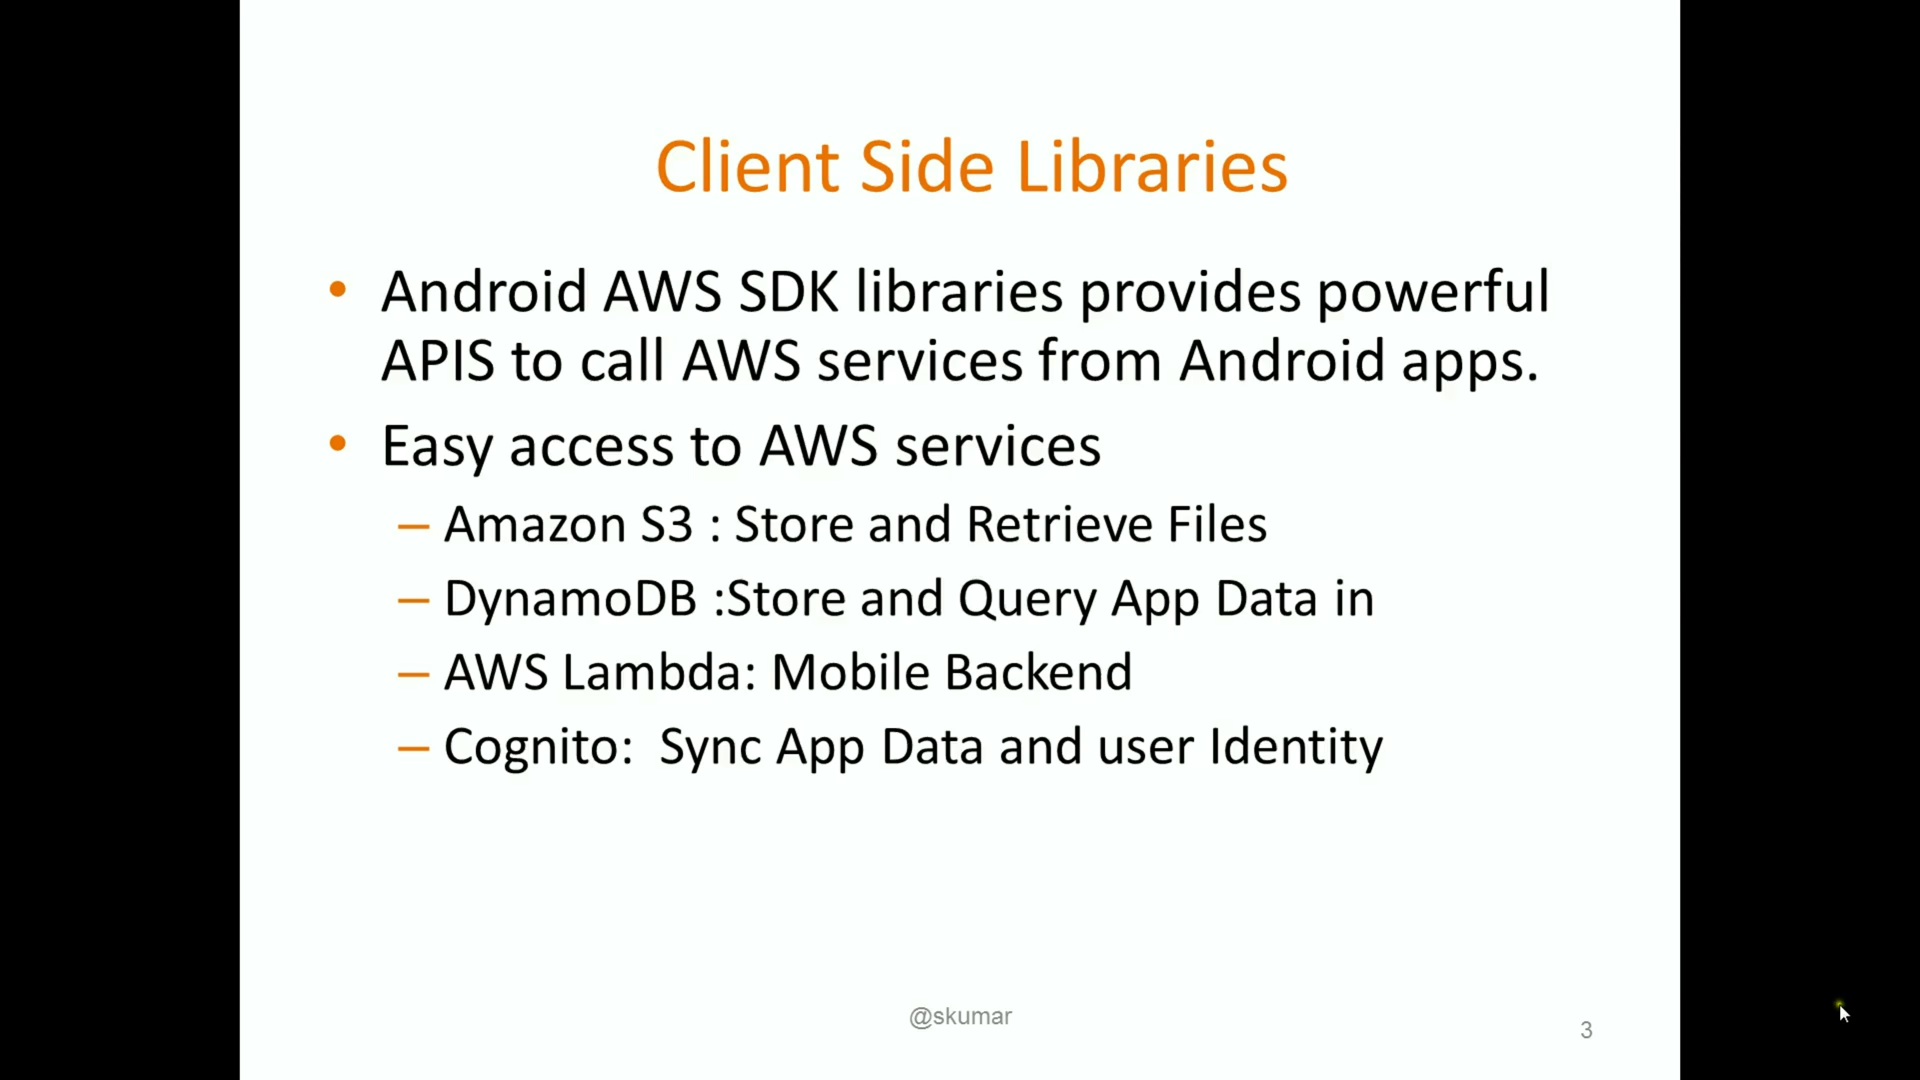 Client Side Libraries
• Android AWS SDK libraries provides powerful
APIS to call AWS services from Android apps.
• Easy access to AWS services
– Amazon S3 : Store and Retrieve Files
– DynamoDB :Store and Query App Data in
– AWS Lambda: Mobile Backend
– Cognito:  Sync App Data and user Identity
@skumar
3